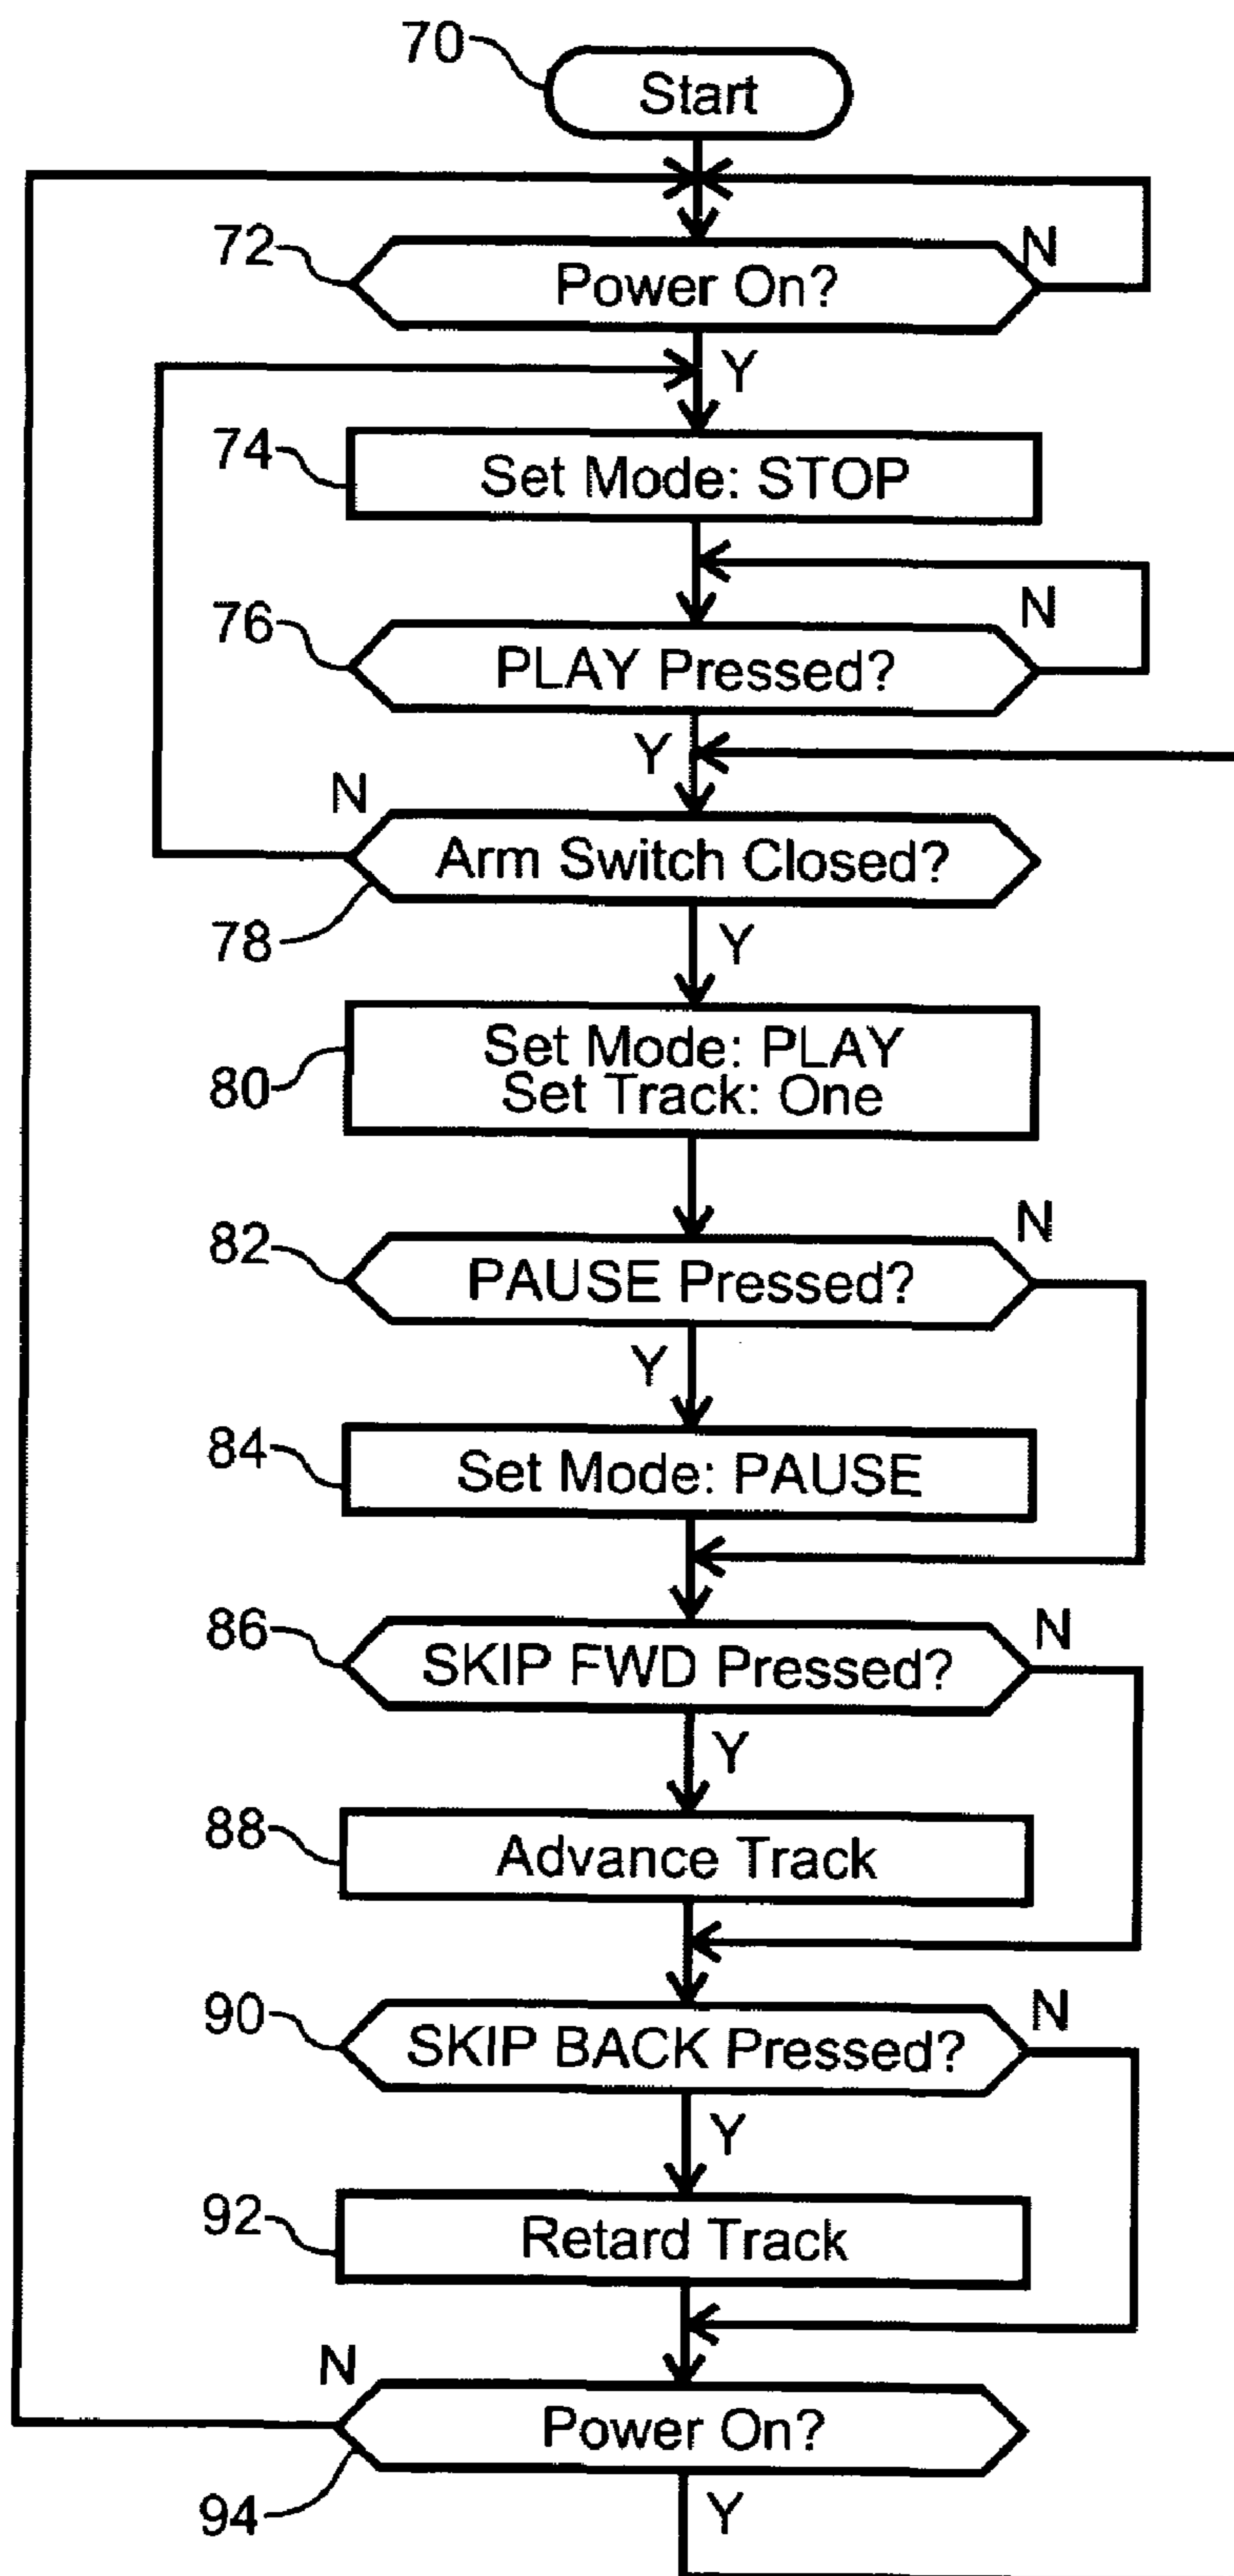 70
Start
72
Power On?
N
Y
74
Set Mode: STOP
76
PLAY Pressed?
N
Y
N
Arm Switch Closed?
78
Y
80
Set Mode: PLAY
Set Track: One
82
PAUSE Pressed?
N
Y
84
Set Mode: PAUSE
86
SKIP FWD Pressed?
N
Y
88
Advance Track
90
SKIP BACK Pressed?
N
Y
92
Retard Track
N
Power On?
94
Y